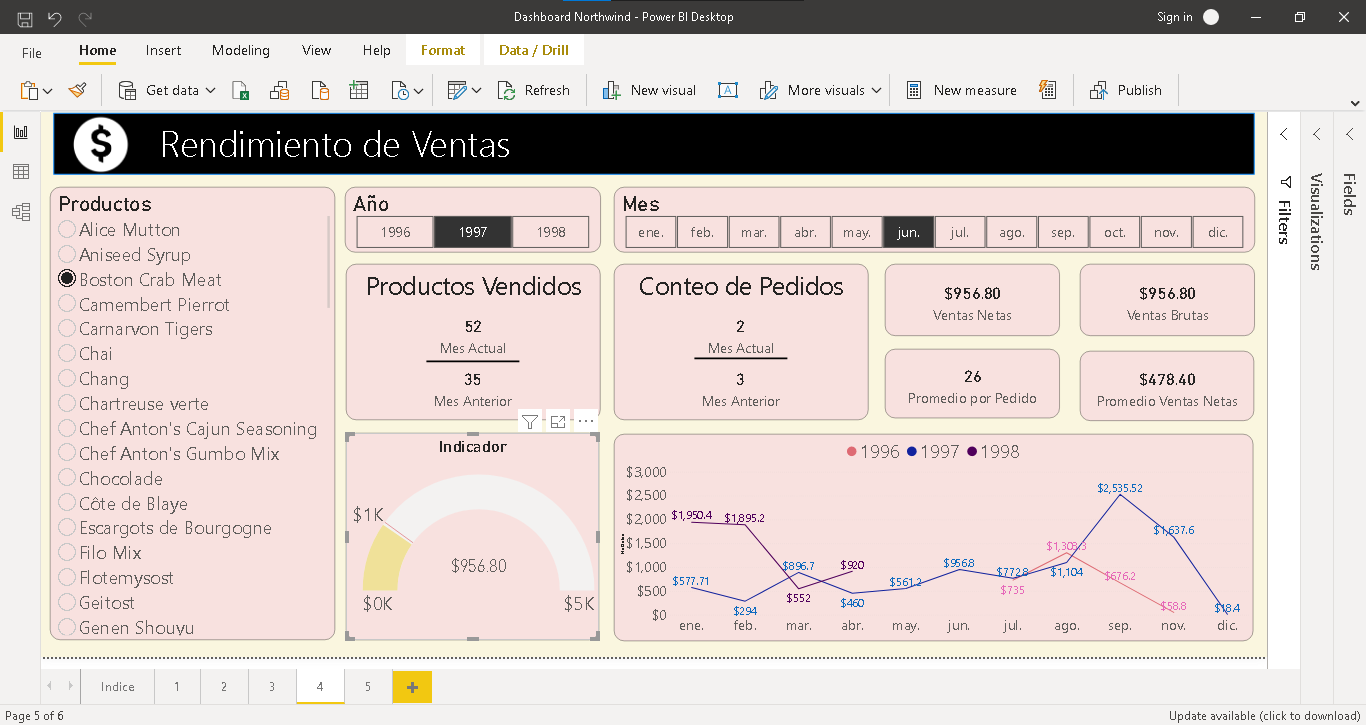 Dashboard Northwind - Power BI Desktop
Sign in
File
Home
Insert
Modeling
View
Help
Format
Data / Drill
Get data
Refresh
New visual
More visuals
New measure
Publish
$ Rendimiento de Ventas
Productos
Alice Mutton
Aniseed Syrup
Boston Crab Meat
Camembert Pierrot
Carnarvon Tigers
Chai
Chang
Chartreuse verte
Chef Anton's Cajun Seasoning
Chef Anton's Gumbo Mix
Chocolade
Côte de Blaye
Escargots de Bourgogne
Filo Mix
Flotemysost
Geitost
Genen Shouyu
Año
1996 1997 1998
Mes
ene. feb. mar. abr. may. jun. jul. ago. sep. oct. nov. dic.
Productos Vendidos
52
Mes Actual
35
Mes Anterior
Conteo de Pedidos
2
Mes Actual
3
Mes Anterior
$956.80
Ventas Netas
$956.80
Ventas Brutas
26
Promedio por Pedido
$478.40
Promedio Ventas Netas
Indicador
$1K
$956.80
$0K
$5K
1996 1997 1998
$3,000
$2,500
$2,000
$1,500
$1,000
$500
$0
$1,950.4
$1,895.2
$552
$920
$577.71
$294
$896.7
$460
$561.2
$956.8
$772.8
$735
$1,104
$676.2
$2,535.52
$1,637.6
$58.8
$18.4
ene. feb. mar. abr. may. jun. jul. ago. sep. nov. dic.
Filters
Visualizations
Fields
Indice
1
2
3
4
5
Page 5 of 6
Update available (click to download)